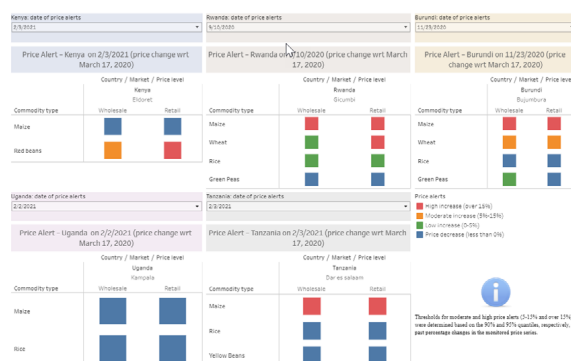 Kenya: date of price alerts
2/3/2021
Price Alert – Kenya on 2/3/2021 (price change wrt
March 17, 2020)
Country / Market / Price level
Kenya
Eldoret
Commodity type Wholesale Retail
Maize
Red beans
Rwanda: date of price alerts
9/10/2020
Price Alert – Rwanda on 9/10/2020 (price change wrt March
17, 2020)
Country / Market / Price level
Rwanda
Gicumbi
Commodity type Wholesale Retail
Maize
Wheat
Rice
Green Peas
Burundi: date of price alerts
11/23/2020
Price Alert – Burundi on 11/23/2020 (price
change wrt March 17, 2020)
Country / Market / Price level
Burundi
Bujumbura
Commodity type Wholesale Retail
Maize
Wheat
Rice
Green Peas
Uganda: date of price alerts
2/2/2021
Price Alert – Uganda on 2/2/2021 (price change wrt
March 17, 2020)
Country / Market / Price level
Uganda
Kampala
Commodity type Wholesale Retail
Maize
Rice
Tanzania: date of price alerts
2/3/2021
Price Alert – Tanzania on 2/3/2021 (price change wrt March
17, 2020)
Country / Market / Price level
Tanzania
Dar es salaam
Commodity type Wholesale Retail
Maize
Rice
Yellow Beans
Price alerts
High increase (over 15%)
Moderate increase (5%-15%)
Low increase (0-5%)
Price decrease (less than 0%)
Thresholds for moderate and high price alerts (5-15% and over 15%)
were determined based on the 90% and 95% quantiles, respectively,
past percentage changes in the monitored price series.